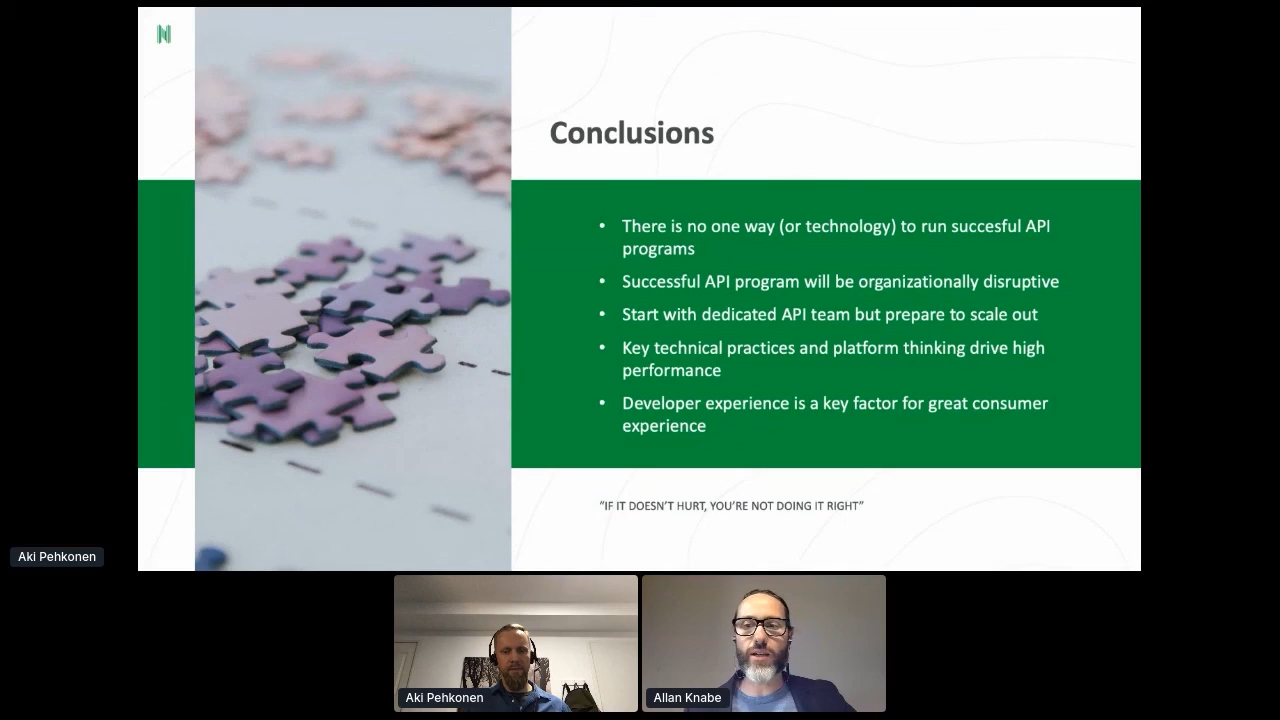 N
Conclusions
• There is no one way (or technology) to run succesful API
programs
• Successful API program will be organizationally disruptive
• Start with dedicated API team but prepare to scale out
• Key technical practices and platform thinking drive high
performance
• Developer experience is a key factor for great consumer
experience
"IF IT DOESN'T HURT, YOU'RE NOT DOING IT RIGHT"
Aki Pehkonen
Aki Pehkonen
Allan Knabe